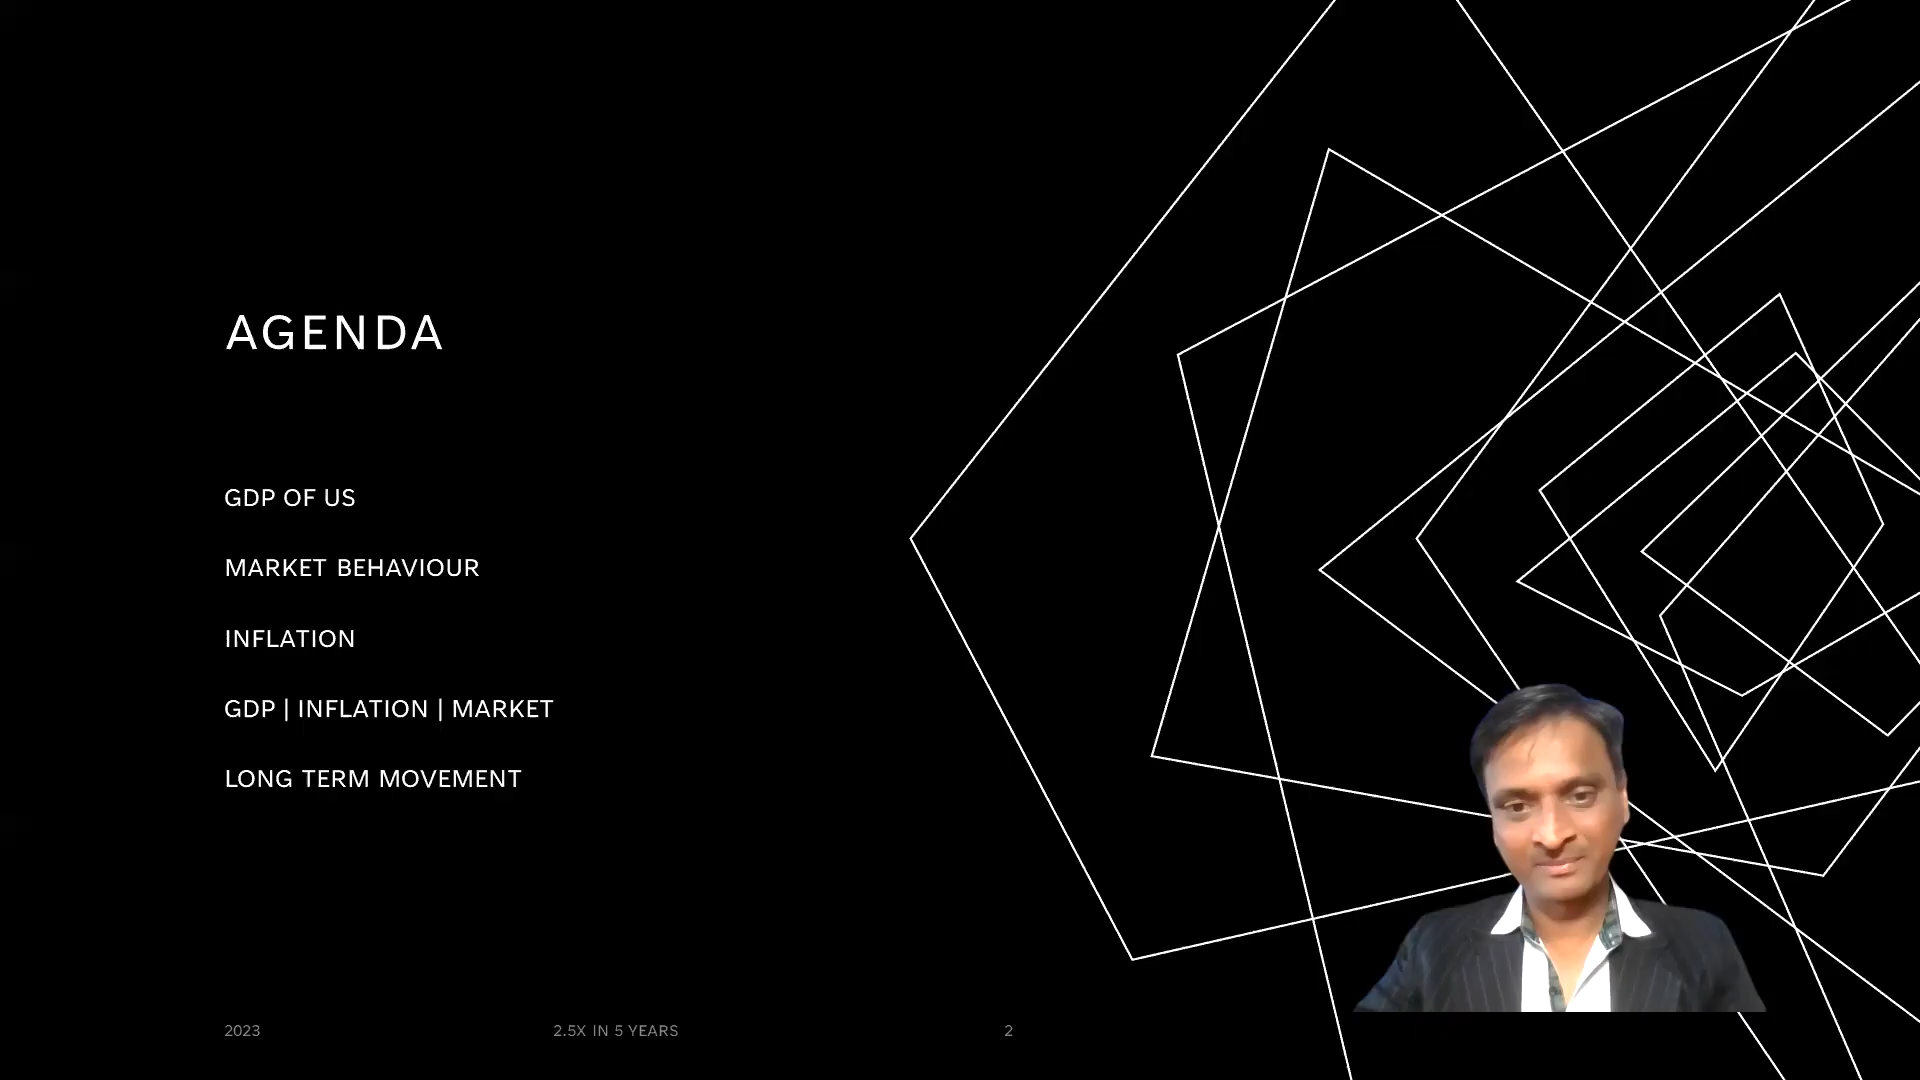 AGENDA
GDP OF US
MARKET BEHAVIOUR
INFLATION
GDP | INFLATION | MARKET
LONG TERM MOVEMENT
2023 2.5X IN 5 YEARS 2